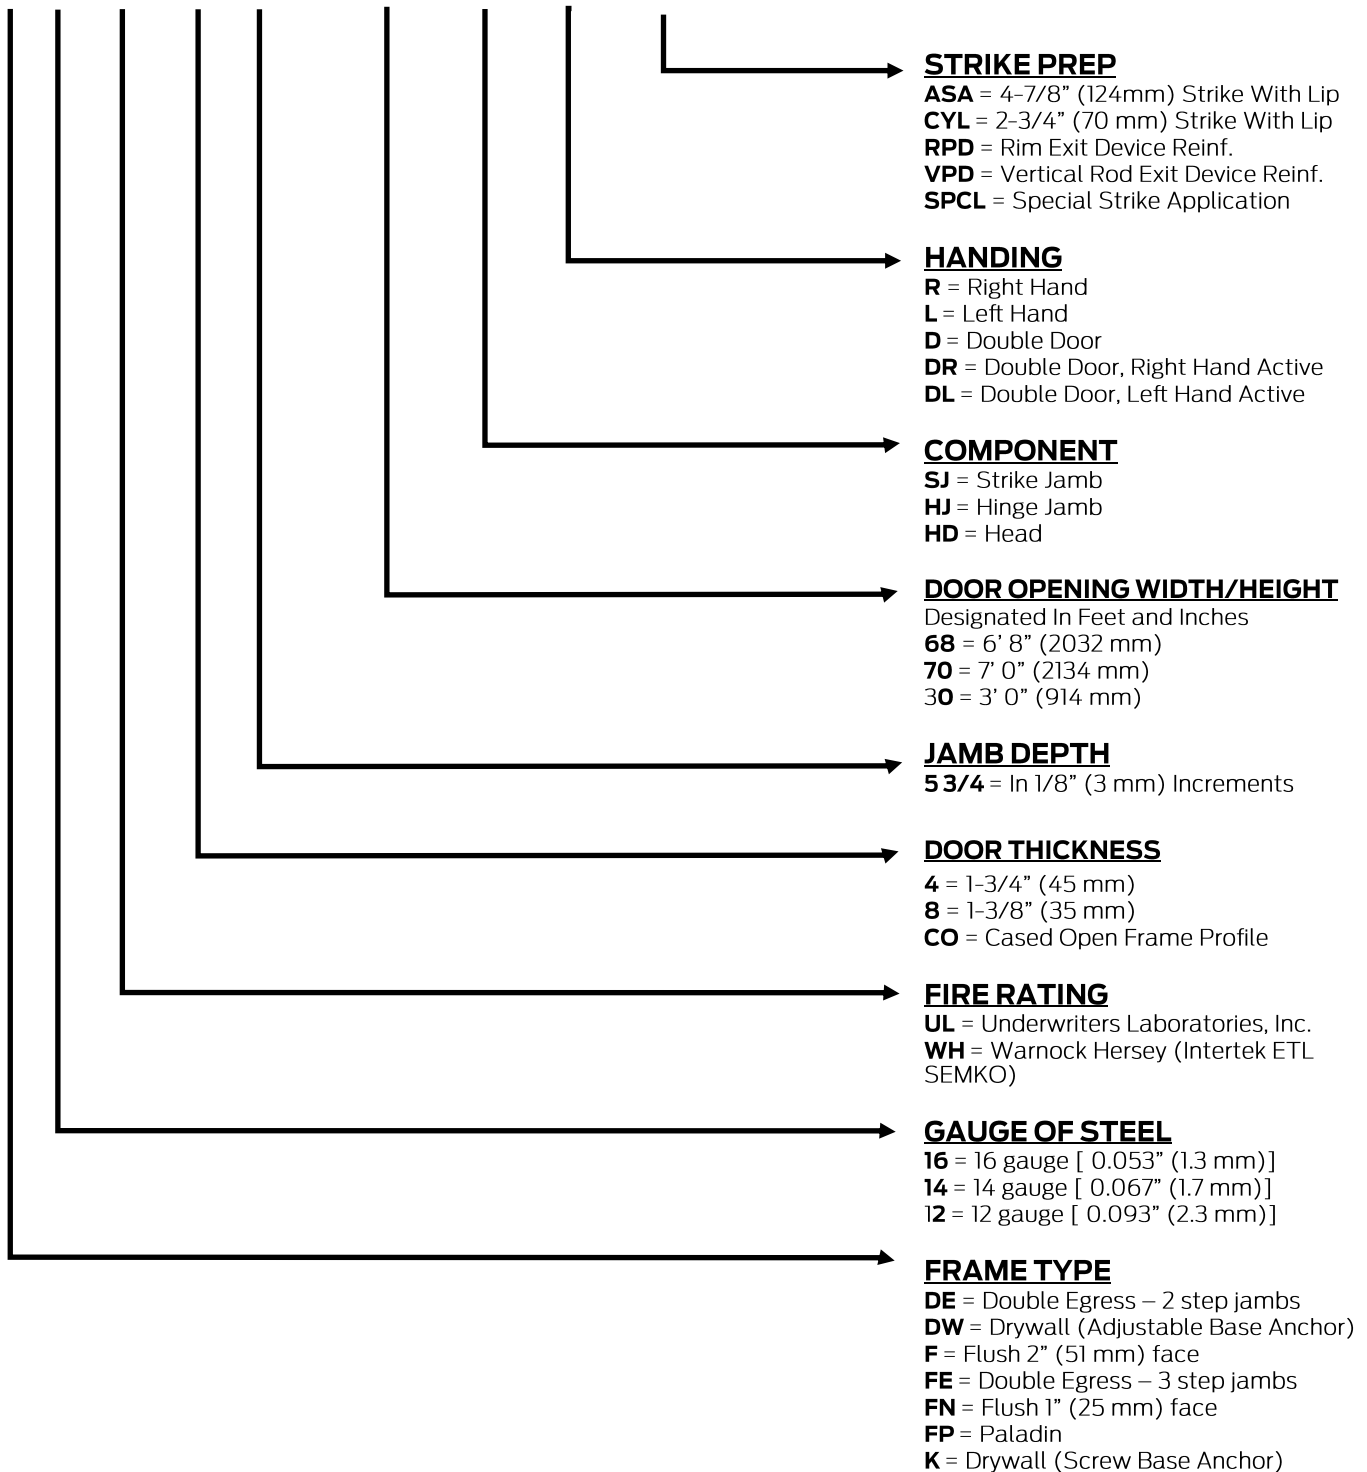 STRIKE PREP
ASA = 4-7/8” (124mm) Strike With Lip
CYL = 2-3/4” (70 mm) Strike With Lip
RPD = Rim Exit Device Reinf.
VPD = Vertical Rod Exit Device Reinf.
SPCL = Special Strike Application
HANDING
R = Right Hand
L = Left Hand
D = Double Door
DR = Double Door, Right Hand Active
DL = Double Door, Left Hand Active
COMPONENT
SJ = Strike Jamb
HJ = Hinge Jamb
HD = Head
DOOR OPENING WIDTH/HEIGHT
Designated In Feet and Inches
68 = 6’ 8” (2032 mm)
70 = 7’ 0” (2134 mm)
30 = 3’ 0” (914 mm)
JAMB DEPTH
5 3/4 = In 1/8” (3 mm) Increments
DOOR THICKNESS
4 = 1-3/4” (45 mm)
8 = 1-3/8” (35 mm)
CO = Cased Open Frame Profile
FIRE RATING
UL = Underwriters Laboratories, Inc.
WH = Warnock Hersey (Intertek ETL
SEMKO)
GAUGE OF STEEL
16 = 16 gauge [ 0.053” (1.3 mm)]
14 = 14 gauge [ 0.067” (1.7 mm)]
12 = 12 gauge [ 0.093” (2.3 mm)]
FRAME TYPE
DE = Double Egress – 2 step jambs
DW = Drywall (Adjustable Base Anchor)
F = Flush 2” (51 mm) face
FE = Double Egress – 3 step jambs
FN = Flush 1” (25 mm) face
FP = Paladin
K = Drywall (Screw Base Anchor)